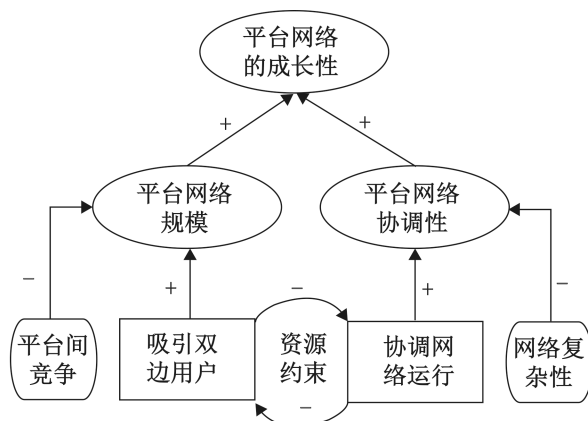 平台网络
的成长性
+
+
平台网络
规模
平台网络
协调性
−
+
−
+
−
平台间
竞争
吸引双
边用户
资源
约束
协调网
络运行
网络复
杂性
−